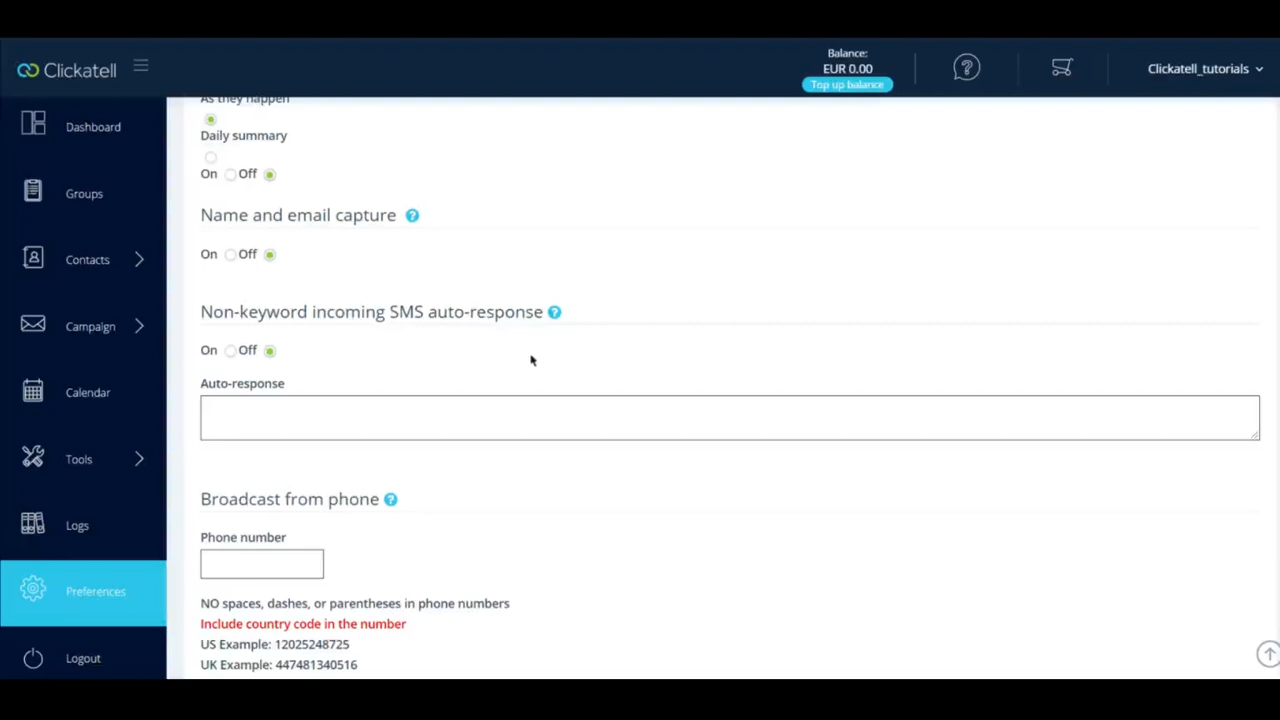 Clickatell
Balance:
EUR 0.00
Top up balance
?
Clickatell_tutorials
Dashboard
Groups
Contacts
Campaign
Calendar
Tools
Logs
Preferences
Logout
As they happen
Daily summary
On Off
Name and email capture ?
On Off
Non-keyword incoming SMS auto-response ?
On Off
Auto-response
Broadcast from phone ?
Phone number
NO spaces, dashes, or parentheses in phone numbers
Include country code in the number
US Example: 12025248725
UK Example: 447481340516